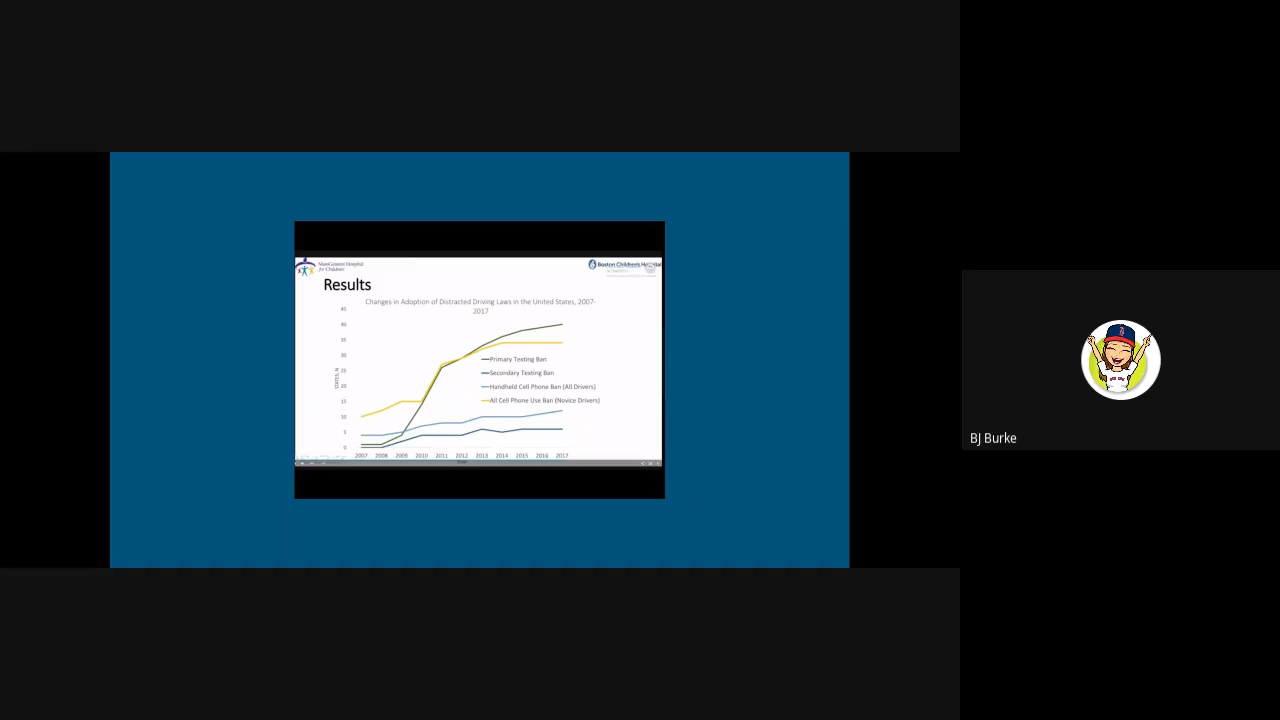 MassGeneral Hospital
for Children
Boston Children's Hospital
Results
Changes in Adoption of Distracted Driving Laws in the United States, 2007-
2017
45
40
35
30
25
20
15
10
5
0
STATES, N
Primary Texting Ban
Secondary Texting Ban
Handheld Cell Phone Ban (All Drivers)
All Cell Phone Use Ban (Novice Drivers)
2007 2008 2009 2010 2011 2012 2013 2014 2015 2016 2017
BJ Burke